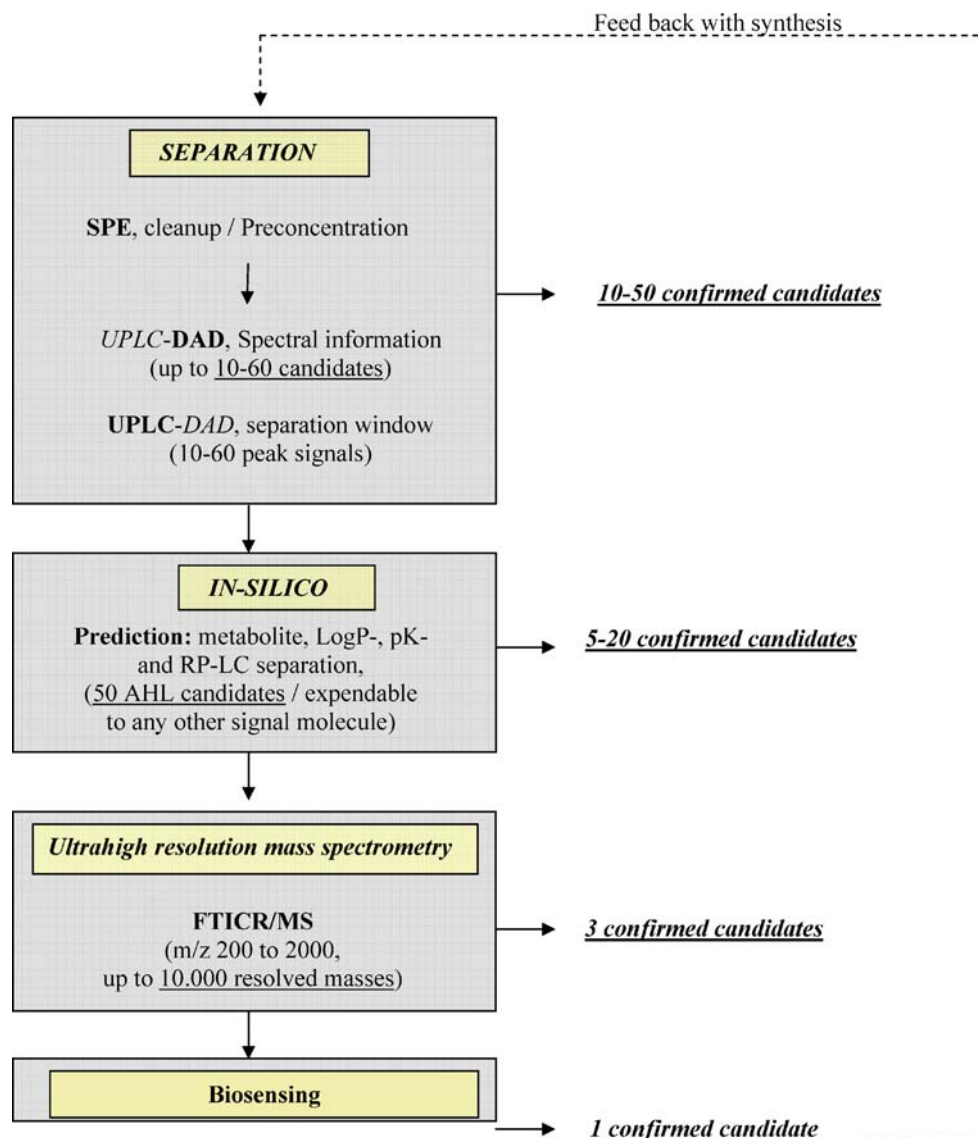 Feed back with synthesis
SEPARATION
SPE, cleanup / Preconcentration
10-50 confirmed candidates
UPLC-DAD, Spectral information
(up to 10-60 candidates)
UPLC-DAD, separation window
(10-60 peak signals)
IN-SILICO
Prediction: metabolite, LogP-, pK-
and RP-LC separation,
(50 AHL candidates / expendable
to any other signal molecule)
5-20 confirmed candidates
Ultrahigh resolution mass spectrometry
FTICR/MS
(m/z 200 to 2000,
up to 10.000 resolved masses)
3 confirmed candidates
Biosensing
1 confirmed candidate